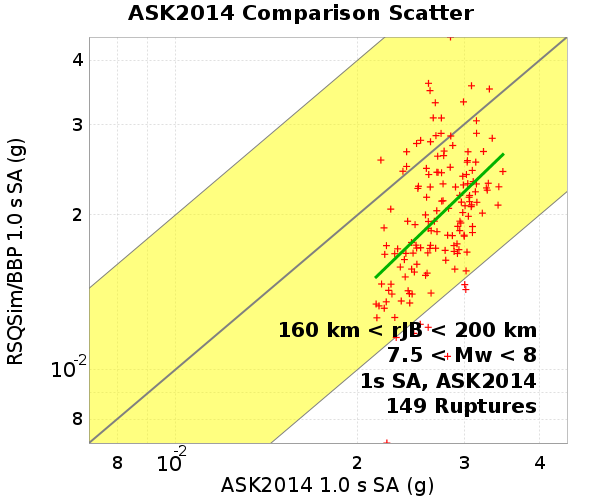 ASK2014 Comparison Scatter
RSQSim/BBP 1.0 s SA (g)
4
3
2
10-2
8
160 km < rJB < 200 km
7.5 < Mw < 8
1s SA, ASK2014
149 Ruptures
8 10-2 2 3 4
ASK2014 1.0 s SA (g)